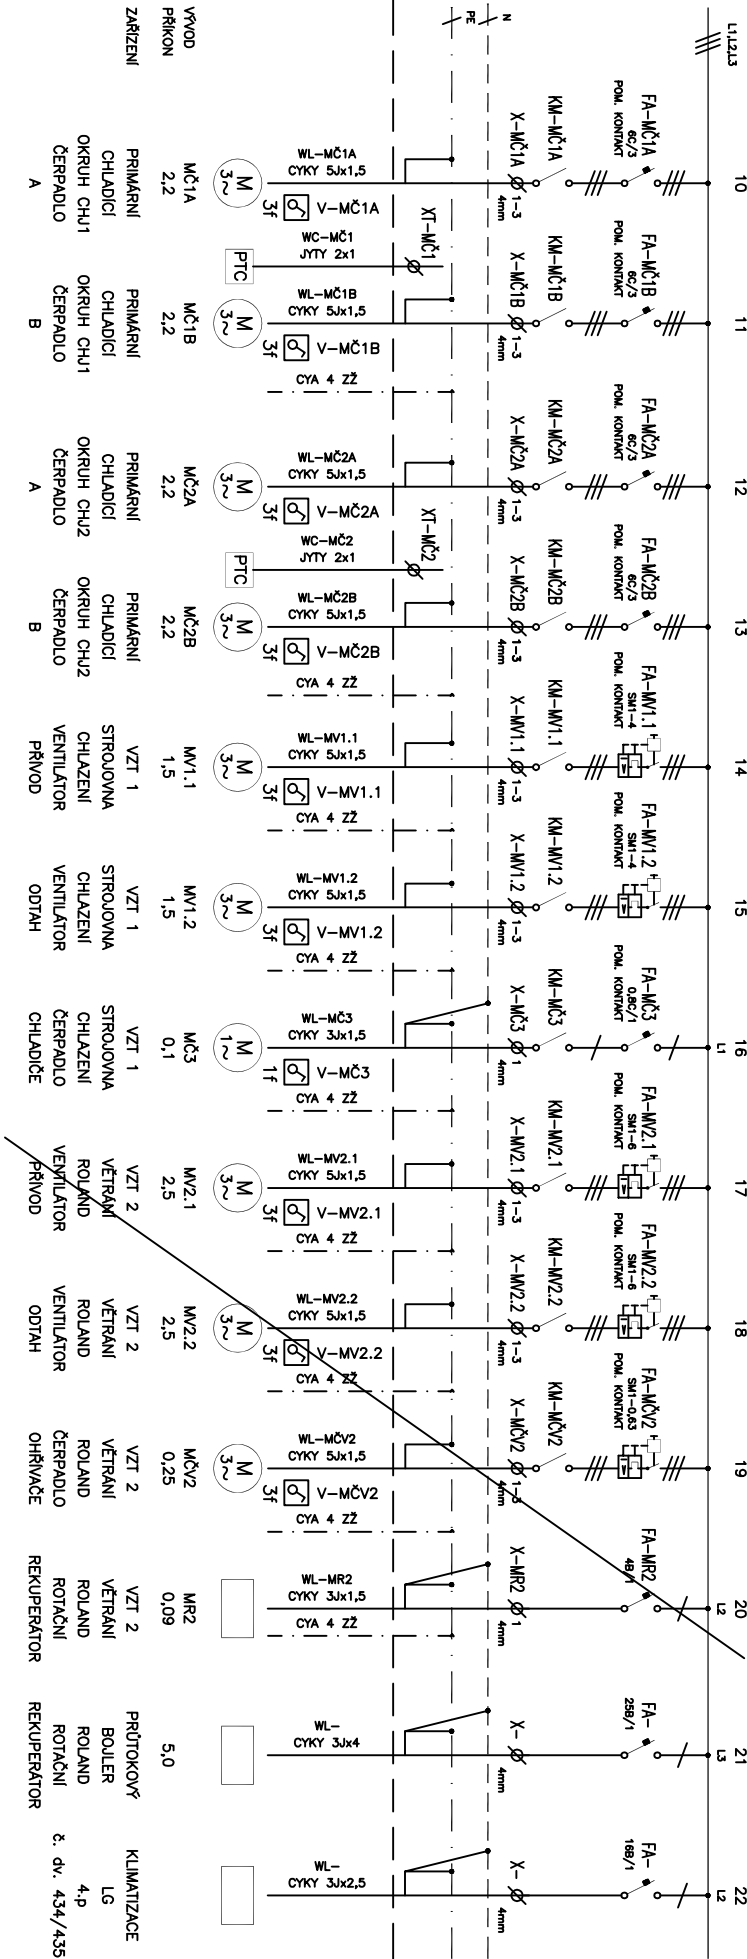 L1,L2,L3
N
PE
VÝVOD
PŘÍKON
ZAŘÍZENÍ
10
FA-MČ1A
6C/3
POM. KONTAKT
KM-MČ1A
X-MČ1A
1-3
4mm
WL-MČ1A
CYKY 5Jx1,5
V-MČ1A
3f
M
3~
MČ1A
2,2
PRIMÁRNÍ
CHLADÍCÍ
OKRUH CHJ1
ČERPADLO
A
XT-MČ1
WC-MČ1
JYTY 2x1
PTC
11
FA-MČ1B
6C/3
POM. KONTAKT
KM-MČ1B
X-MČ1B
1-3
4mm
WL-MČ1B
CYKY 5Jx1,5
V-MČ1B
3f
M
3~
MČ1B
2,2
PRIMÁRNÍ
CHLADÍCÍ
OKRUH CHJ1
ČERPADLO
B
CYA 4 ZŽ
12
FA-MČ2A
6C/3
POM. KONTAKT
KM-MČ2A
X-MČ2A
1-3
4mm
WL-MČ2A
CYKY 5Jx1,5
V-MČ2A
3f
M
3~
MČ2A
2,2
PRIMÁRNÍ
CHLADÍCÍ
OKRUH CHJ2
ČERPADLO
A
XT-MČ2
WC-MČ2
JYTY 2x1
PTC
13
FA-MČ2B
6C/3
POM. KONTAKT
KM-MČ2B
X-MČ2B
1-3
4mm
WL-MČ2B
CYKY 5Jx1,5
V-MČ2B
3f
M
3~
MČ2B
2,2
PRIMÁRNÍ
CHLADÍCÍ
OKRUH CHJ2
ČERPADLO
B
CYA 4 ZŽ
14
FA-MV1.1
SM1-4
POM. KONTAKT
KM-MV1.1
X-MV1.1
1-3
4mm
WL-MV1.1
CYKY 5Jx1,5
V-MV1.1
3f
M
3~
MV1.1
1,5
VZT 1
STROJOVNA
CHLAZENÍ
VENTILÁTOR
PŘÍVOD
CYA 4 ZŽ
15
FA-MV1.2
SM1-4
POM. KONTAKT
KM-MV1.2
X-MV1.2
1-3
4mm
WL-MV1.2
CYKY 5Jx1,5
V-MV1.2
3f
M
3~
MV1.2
1,5
VZT 1
STROJOVNA
CHLAZENÍ
VENTILÁTOR
ODTAH
CYA 4 ZŽ
16
L1
FA-MČ3
0,8C/1
POM. KONTAKT
KM-MČ3
X-MČ3
1
4mm
WL-MČ3
CYKY 3Jx1,5
V-MČ3
1f
M
1~
MČ3
0,1
VZT 1
STROJOVNA
CHLAZENÍ
ČERPADLO
CHLADIČE
CYA 4 ZŽ
17
FA-MV2.1
SM1-6
POM. KONTAKT
KM-MV2.1
X-MV2.1
1-3
4mm
WL-MV2.1
CYKY 5Jx1,5
V-MV2.1
3f
M
3~
MV2.1
2,5
VZT 2
VĚTRÁNÍ
ROLAND
VENTILÁTOR
PŘÍVOD
CYA 4 ZŽ
18
FA-MV2.2
SM1-6
POM. KONTAKT
KM-MV2.2
X-MV2.2
1-3
4mm
WL-MV2.2
CYKY 5Jx1,5
V-MV2.2
3f
M
3~
MV2.2
2,5
VZT 2
VĚTRÁNÍ
ROLAND
VENTILÁTOR
ODTAH
CYA 4 ZŽ
19
FA-MČV2
SM1-0,63
POM. KONTAKT
KM-MČV2
X-MČV2
1-3
4mm
WL-MČV2
CYKY 5Jx1,5
V-MČV2
3f
M
3~
MČV2
0,25
VZT 2
VĚTRÁNÍ
ROLAND
ČERPADLO
OHŘÍVAČE
CYA 4 ZŽ
20
L2
FA-MR2
4B/1
X-MR2
1
4mm
WL-MR2
CYKY 3Jx1,5
MR2
0,09
VZT 2
VĚTRÁNÍ
ROLAND
ROTAČNÍ
REKUPERÁTOR
CYA 4 ZŽ
21
L3
FA-
25B/1
X-
4mm
WL-
CYKY 3Jx4
5,0
PRŮTOKOVÝ
BOJLER
ROLAND
ROTAČNÍ
REKUPERÁTOR
22
L2
FA-
16B/1
X-
4mm
WL-
CYKY 3Jx2,5
KLIMATIZACE
LG
4.p
č. dv. 434/435